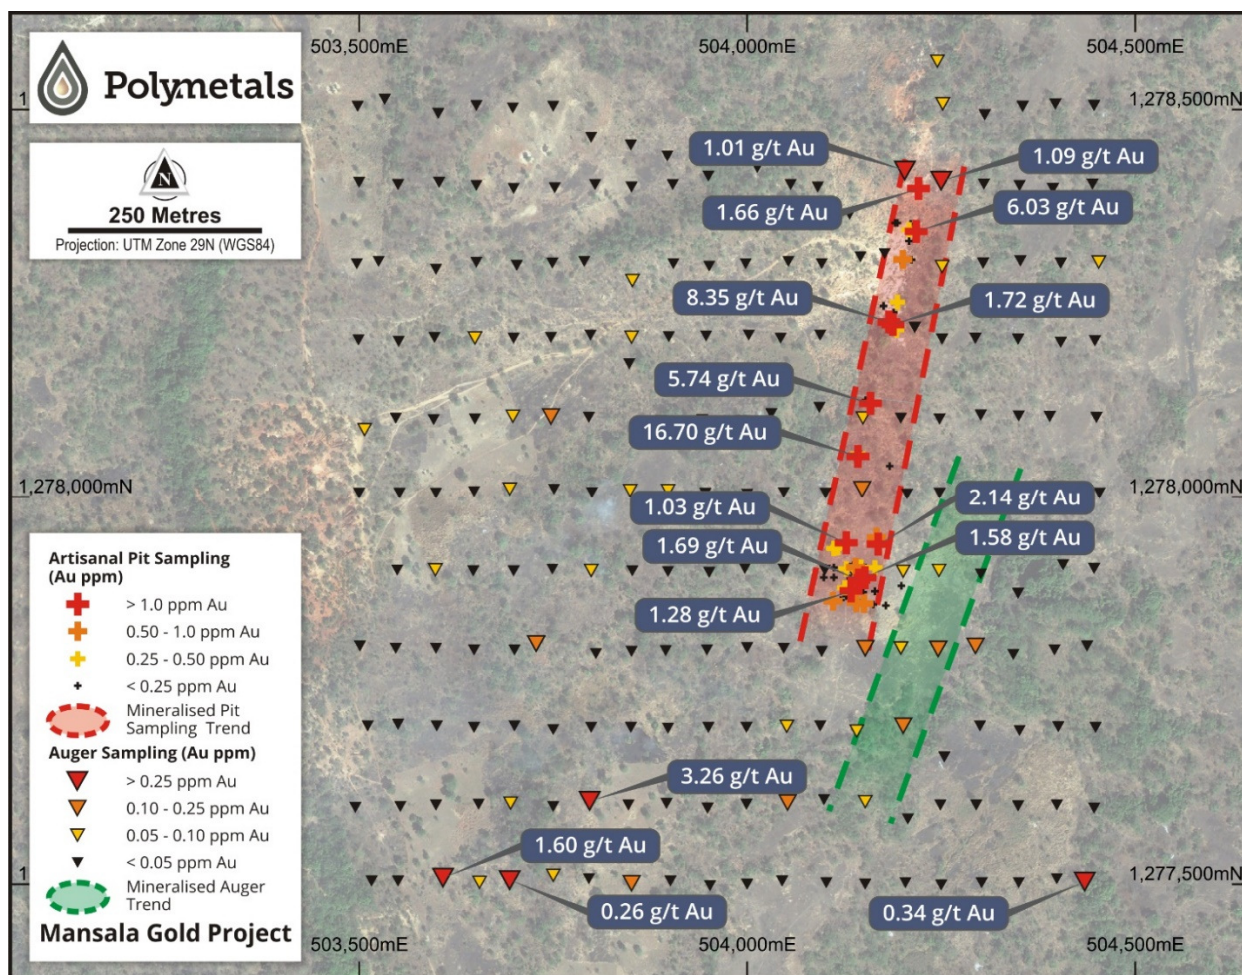 503,500mE
504,000mE
504,500mE
Polymetals
1
1,278,500mN
1.01 g/t Au
1.09 g/t Au
N
250 Metres
Projection: UTM Zone 29N (WGS84)
1.66 g/t Au
6.03 g/t Au
8.35 g/t Au
1.72 g/t Au
5.74 g/t Au
16.70 g/t Au
1,278,000mN
1,278,000mN
1.03 g/t Au
2.14 g/t Au
1.69 g/t Au
1.58 g/t Au
1.28 g/t Au
Artisanal Pit Sampling
(Au ppm)
> 1.0 ppm Au
0.50 - 1.0 ppm Au
0.25 - 0.50 ppm Au
< 0.25 ppm Au
Mineralised Pit
Sampling Trend
Auger Sampling (Au ppm)
> 0.25 ppm Au
0.10 - 0.25 ppm Au
0.05 - 0.10 ppm Au
< 0.05 ppm Au
Mineralised Auger
Trend
Mansala Gold Project
3.26 g/t Au
1.60 g/t Au
0.26 g/t Au
0.34 g/t Au
1
1,277,500mN
503,500mE
504,000mE
504,500mE